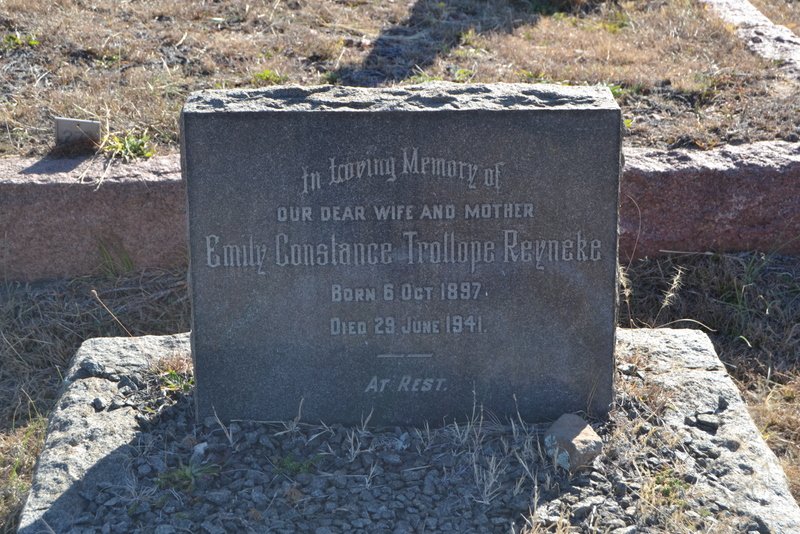 In Loving Memory of
OUR DEAR WIFE AND MOTHER
Emily Constance Trollope Reyneke
BORN 6 OCT 1897.
DIED 29 JUNE 1941.
AT REST.